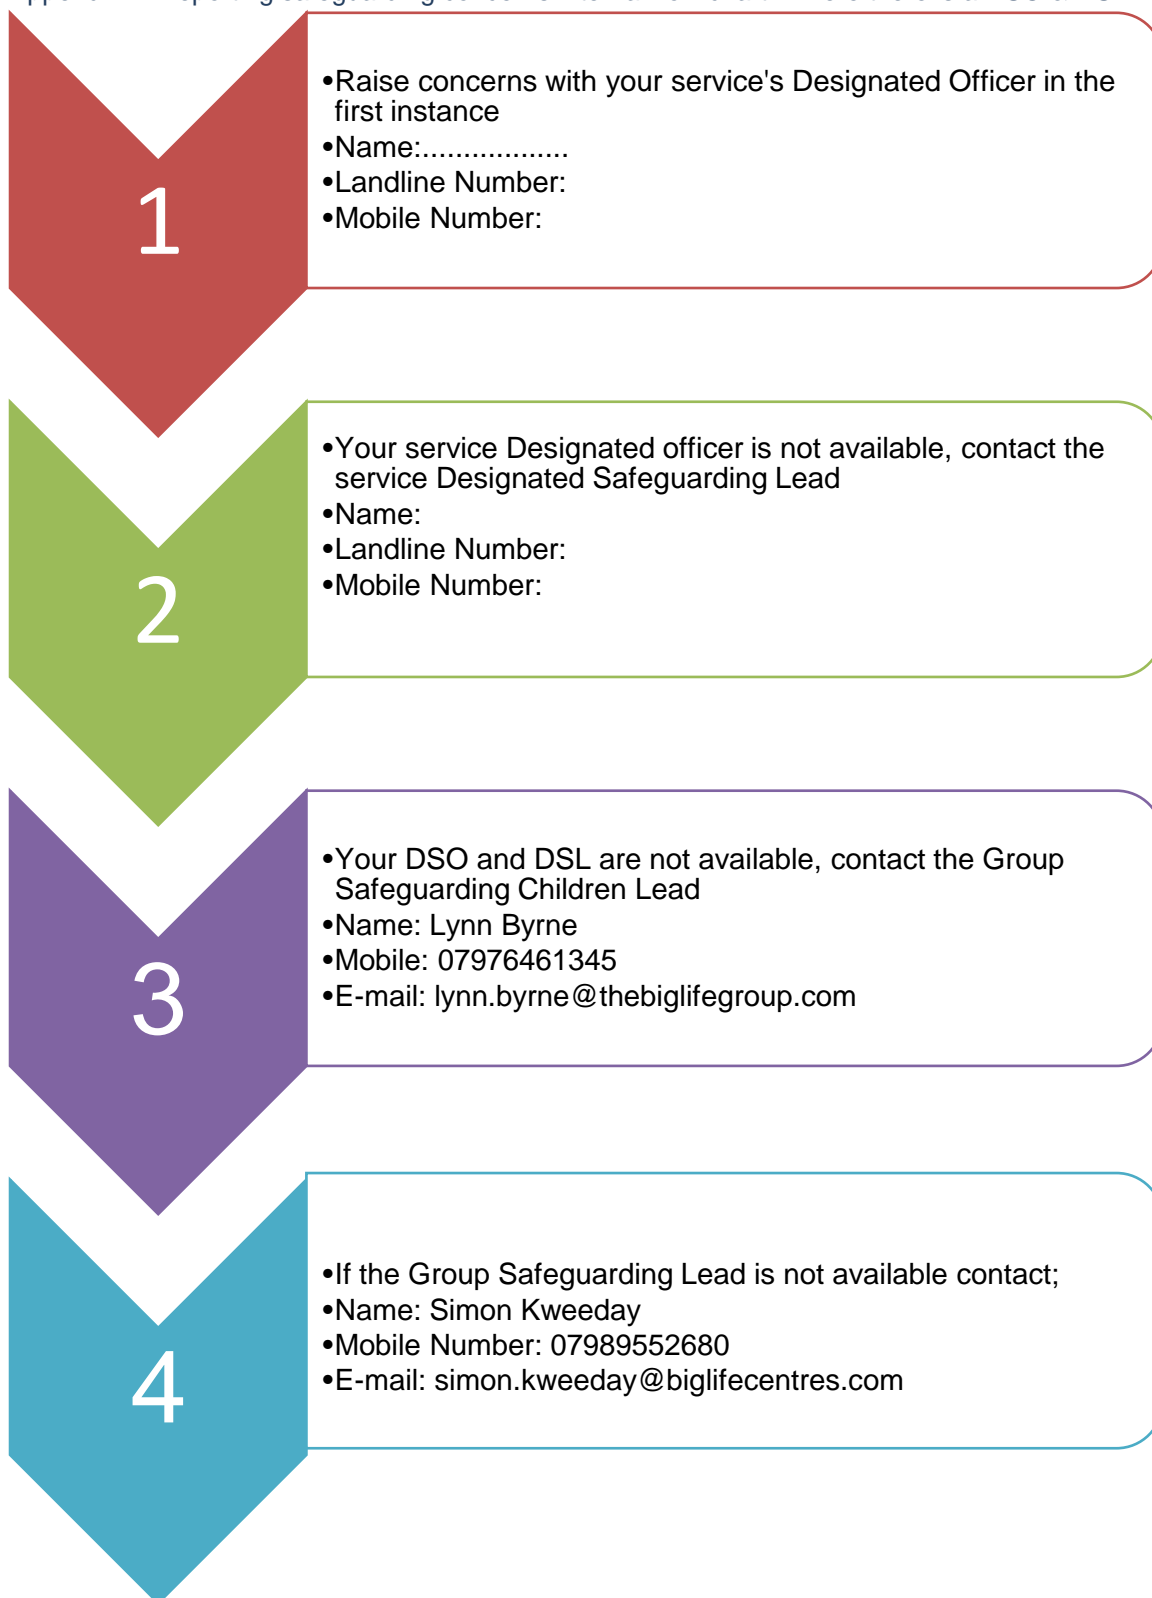 1
•Raise concerns with your service's Designated Officer in the
first instance
•Name:..................
•Landline Number:
•Mobile Number:
2
•Your service Designated officer is not available, contact the
service Designated Safeguarding Lead
•Name:
•Landline Number:
•Mobile Number:
3
•Your DSO and DSL are not available, contact the Group
Safeguarding Children Lead
•Name: Lynn Byrne
•Mobile: 07976461345
•E-mail: lynn.byrne@thebiglifegroup.com
4
•If the Group Safeguarding Lead is not available contact;
•Name: Simon Kweeday
•Mobile Number: 07989552680
•E-mail: simon.kweeday@biglifecentres.com